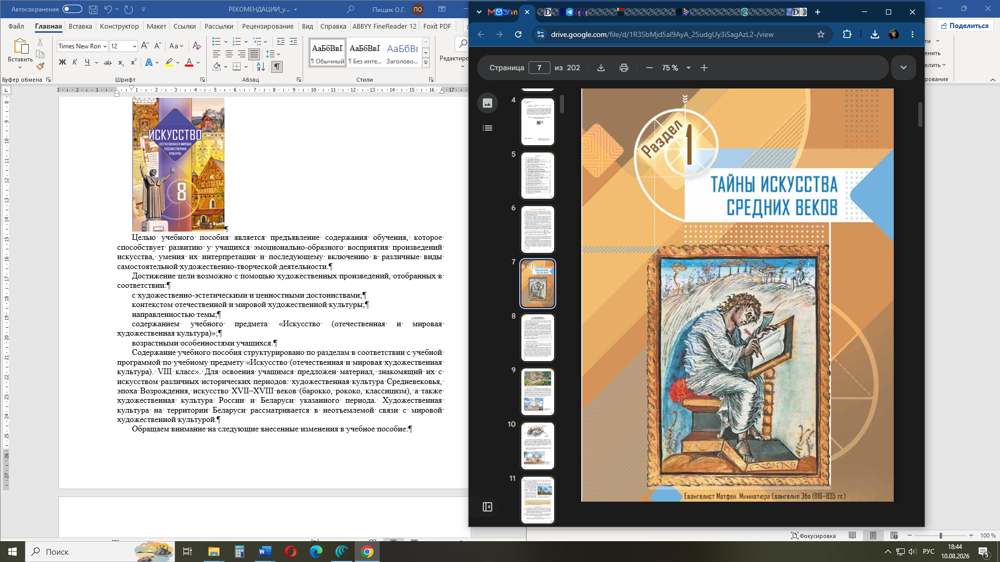 Автосохранение
РЕКОМЕНДАЦИИ_у...
Пищик О.Г.
ПО
Файл
Главная
Вставка
Конструктор
Макет
Ссылки
Рассылки
Рецензирование
Вид
Справка
ABBYY FineReader 12
Foxit PDF
Поделиться
Вставить
Times New Ron
12
Буфер обмена
Шрифт
Абзац
АаБбВвГ
¶ Обычный
АаБбВвГ
¶ Без инте...
АаБбВв
Заголово...
Стили
ИСКУССТВО
(ОТЕЧЕСТВЕННАЯ И МИРОВАЯ
ХУДОЖЕСТВЕННАЯ
КУЛЬТУРА)
8
Целью учебного пособия является предъявление содержания обучения, которое
способствует развитию у учащихся эмоционально-образного восприятия произведений
искусства, умения их интерпретации и последующему включению в различные виды
самостоятельной художественно-творческой деятельности.¶
Достижение цели возможно с помощью художественных произведений, отобранных в
соответствии:¶
с художественно-эстетическими и ценностными достоинствами;¶
контекстом отечественной и мировой художественной культуры;¶
направленностью темы;¶
содержанием учебного предмета «Искусство (отечественная и мировая
художественная культура)»;¶
возрастными особенностями учащихся.¶
Содержание учебного пособия структурировано по разделам в соответствии с учебной
программой по учебному предмету «Искусство (отечественная и мировая художественная
культура). VIII класс». Для освоения учащимся предложен материал, знакомящий их с
искусством различных исторических периодов: художественная культура Средневековья,
эпоха Возрождения, искусство XVII–XVIII веков (барокко, рококо, классицизм), а также
художественная культура России и Беларуси указанного периода. Художественная
культура на территории Беларуси рассматривается в неотъемлемой связи с мировой
художественной культурой.¶
Обращаем внимание на следующие внесенные изменения в учебное пособие:¶
drive.google.com/file/d/1R3SbMjd5al9AyA_2SudgUy3iSagAzL2-/view
Страница 7 из 202
75 %
4
5
6
7
8
9
10
11
Раздел
1
ТАЙНЫ ИСКУССТВА
СРЕДНИХ ВЕКОВ
Евангелист Матфей. Миниатюра Евангелия Эбо (816–835 гг.)
Фокусировка
100 %
Поиск
РУС
18:44
10.08.2026
5